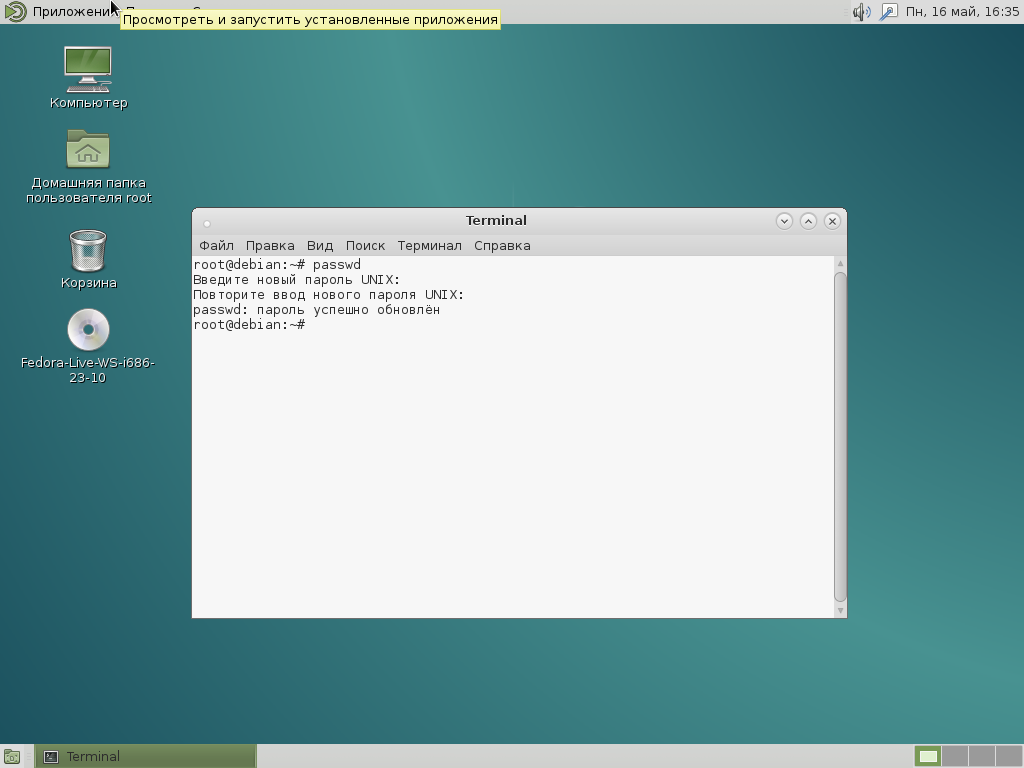 Приложени
Просмотреть и запустить установленные приложения
Пн, 16 май, 16:35
Компьютер
Домашняя папка
пользователя root
Корзина
Fedora-Live-WS-i686-
23-10
Terminal
Файл Правка Вид Поиск Терминал Справка
root@debian:~# passwd
Введите новый пароль UNIX:
Повторите ввод нового пароля UNIX:
passwd: пароль успешно обновлён
root@debian:~#
Terminal